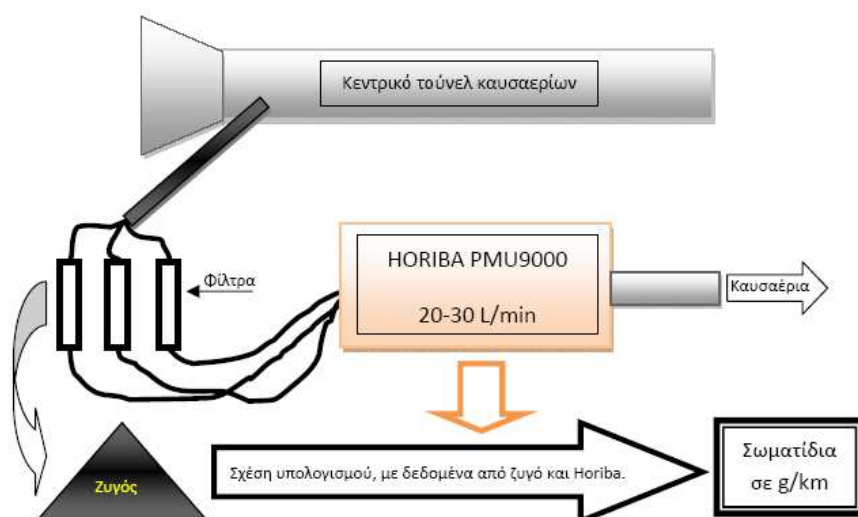 Κεντρικό τούνελ καυσαερίων
Φίλτρα
HORIBA PMU9000
20-30 L/min
Καυσαέρια
Ζυγός
Σχέση υπολογισμού, με δεδομένα από ζυγό και Horiba.
Σωματίδια
σε g/km